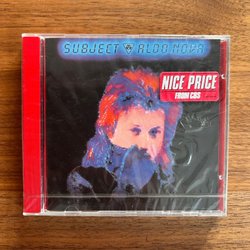 SUBJECT ALDO NOVA
NICE PRICE
FROM CBS